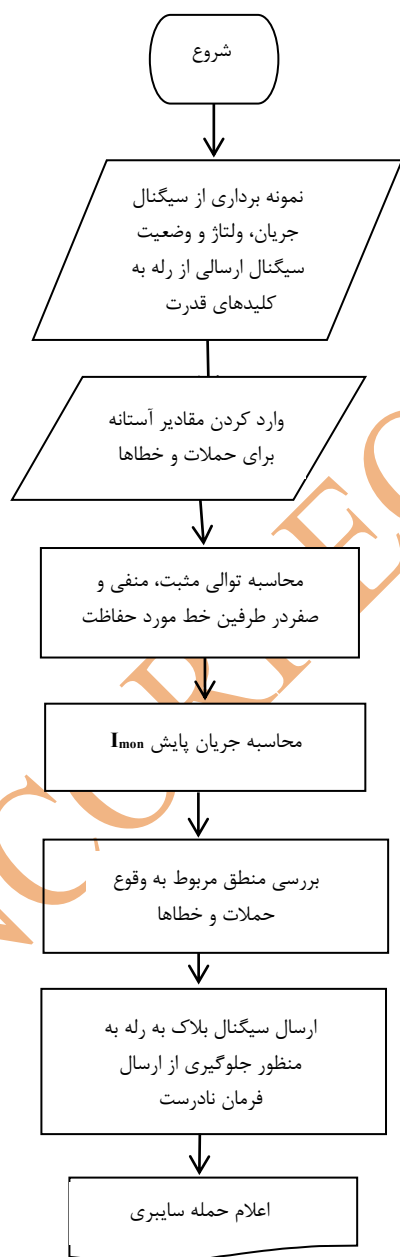 شروع
نمونه برداری از سیگنال
جریان، ولتاژ و وضعیت
سیگنال ارسالی از رله به
کلیدهای قدرت
وارد کردن مقادیر آستانه
برای حملات و خطاها
محاسبه توالی مثبت، منفی و
صفردر طرفین خط مورد حفاظت
محاسبه جریان پایش Imon
بررسی منطق مربوط به وقوع
حملات و خطاها
ارسال سیگنال بلاک به رله به
منظور جلوگیری از ارسال
فرمان نادرست
اعلام حمله سایبری